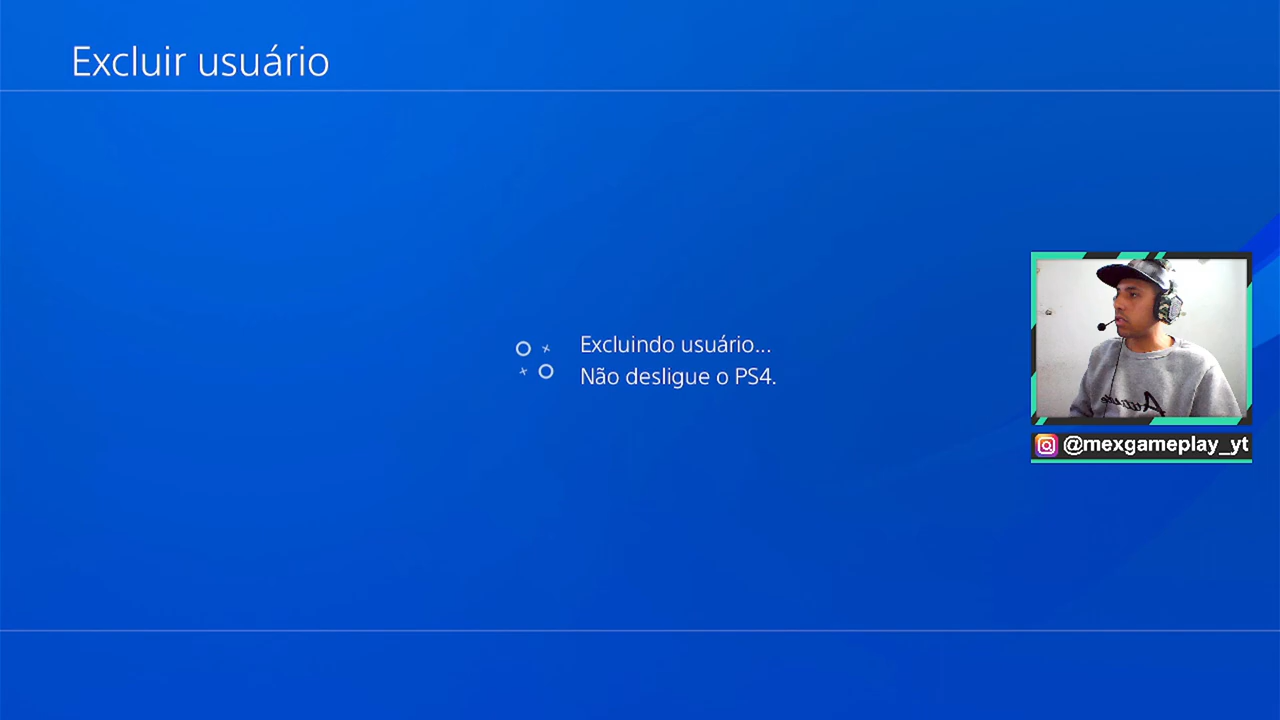 Excluir usuário
Excluindo usuário...
Não desligue o PS4.
@mexgameplay_yt